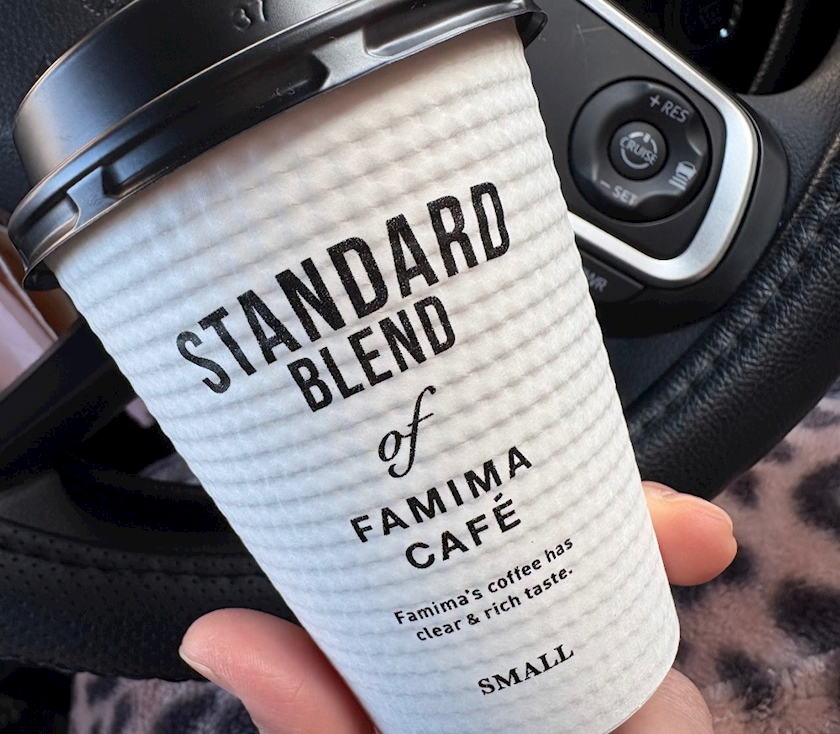 +RES
CRUISE
-SET
STANDARD
BLEND
of
FAMIMA
CAFÉ
Famima's coffee has
clear & rich taste.
SMALL